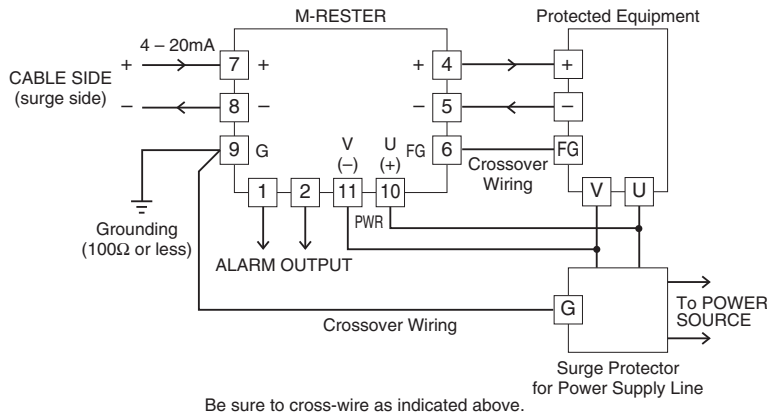 M-RESTER
Protected Equipment
4 – 20mA
CABLE SIDE
(surge side)
+
–
7
+
8
–
9
G
+
4
–
5
FG
6
+
–
FG
Crossover
Wiring
V
(–)
U
(+)
1
2
11
10
PWR
V
U
Grounding
(100Ω or less)
ALARM OUTPUT
G
To POWER
SOURCE
Crossover Wiring
Surge Protector
for Power Supply Line
Be sure to cross-wire as indicated above.